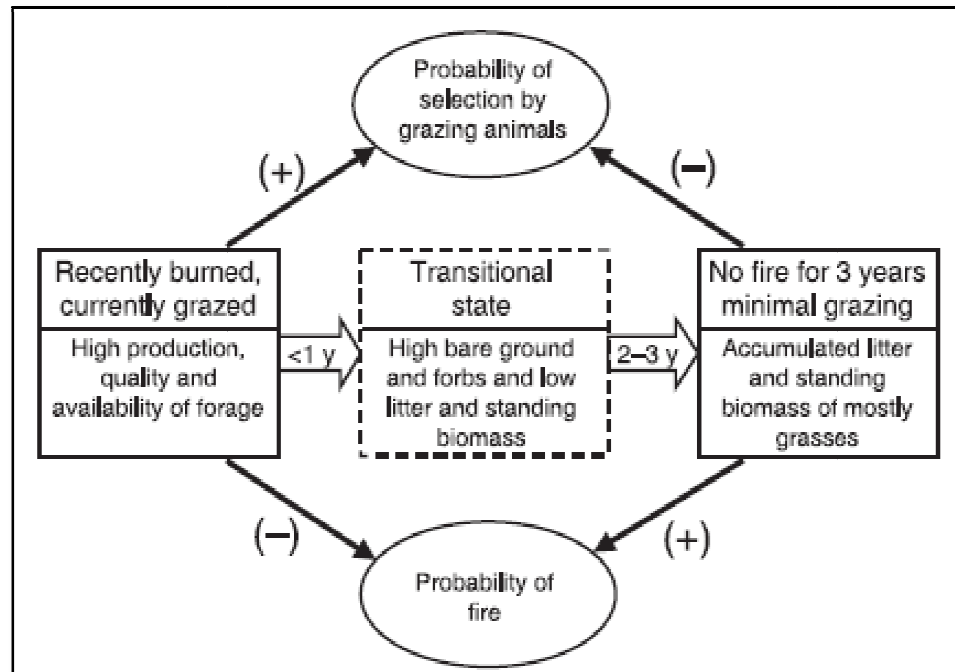 Probability of
selection by
grazing animals
(+)
(−)
Recently burned,
currently grazed
High production,
quality and
availability of forage
<1 y
Transitional
state
High bare ground
and forbs and low
litter and standing
biomass
2–3 y
No fire for 3 years
minimal grazing
Accumulated litter
and standing
biomass of mostly
grasses
(−)
(+)
Probability of
fire